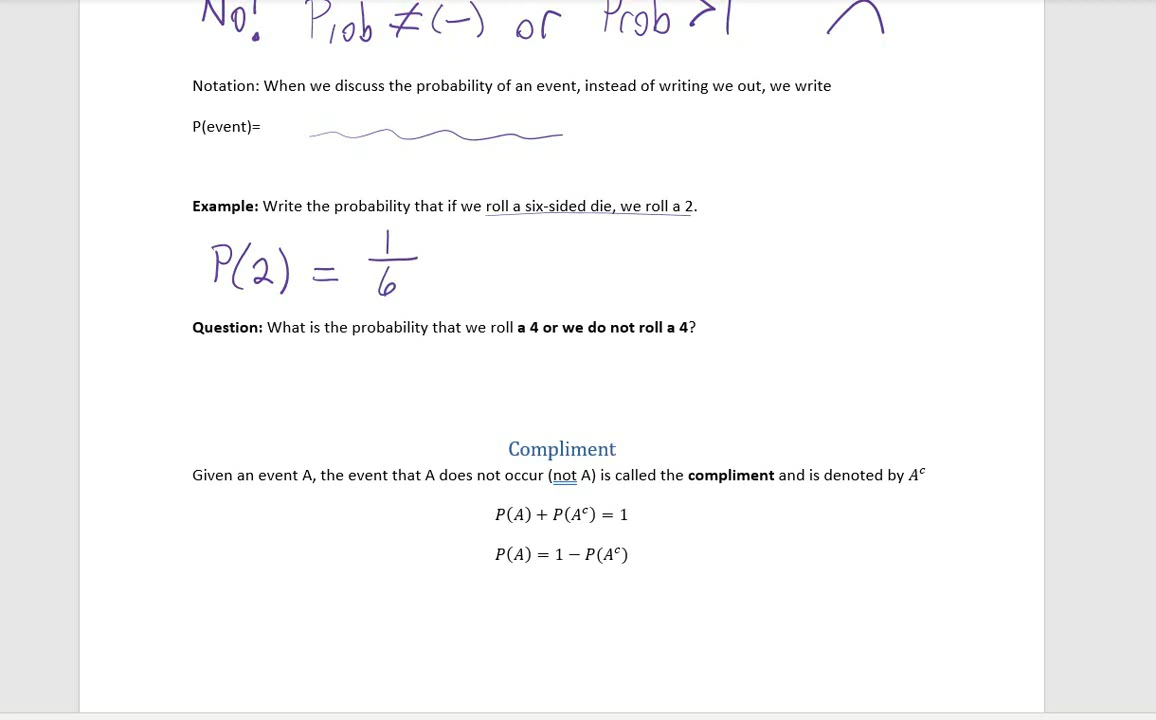 No! Prob ≠ (-) or Prob > 1
Notation: When we discuss the probability of an event, instead of writing we out, we write
P(event)=
Example: Write the probability that if we roll a six-sided die, we roll a 2.
P(2) = 1/6
Question: What is the probability that we roll a 4 or we do not roll a 4?
Compliment
Given an event A, the event that A does not occur (not A) is called the compliment and is denoted by Aᶜ
P(A) + P(Aᶜ) = 1
P(A) = 1 − P(Aᶜ)